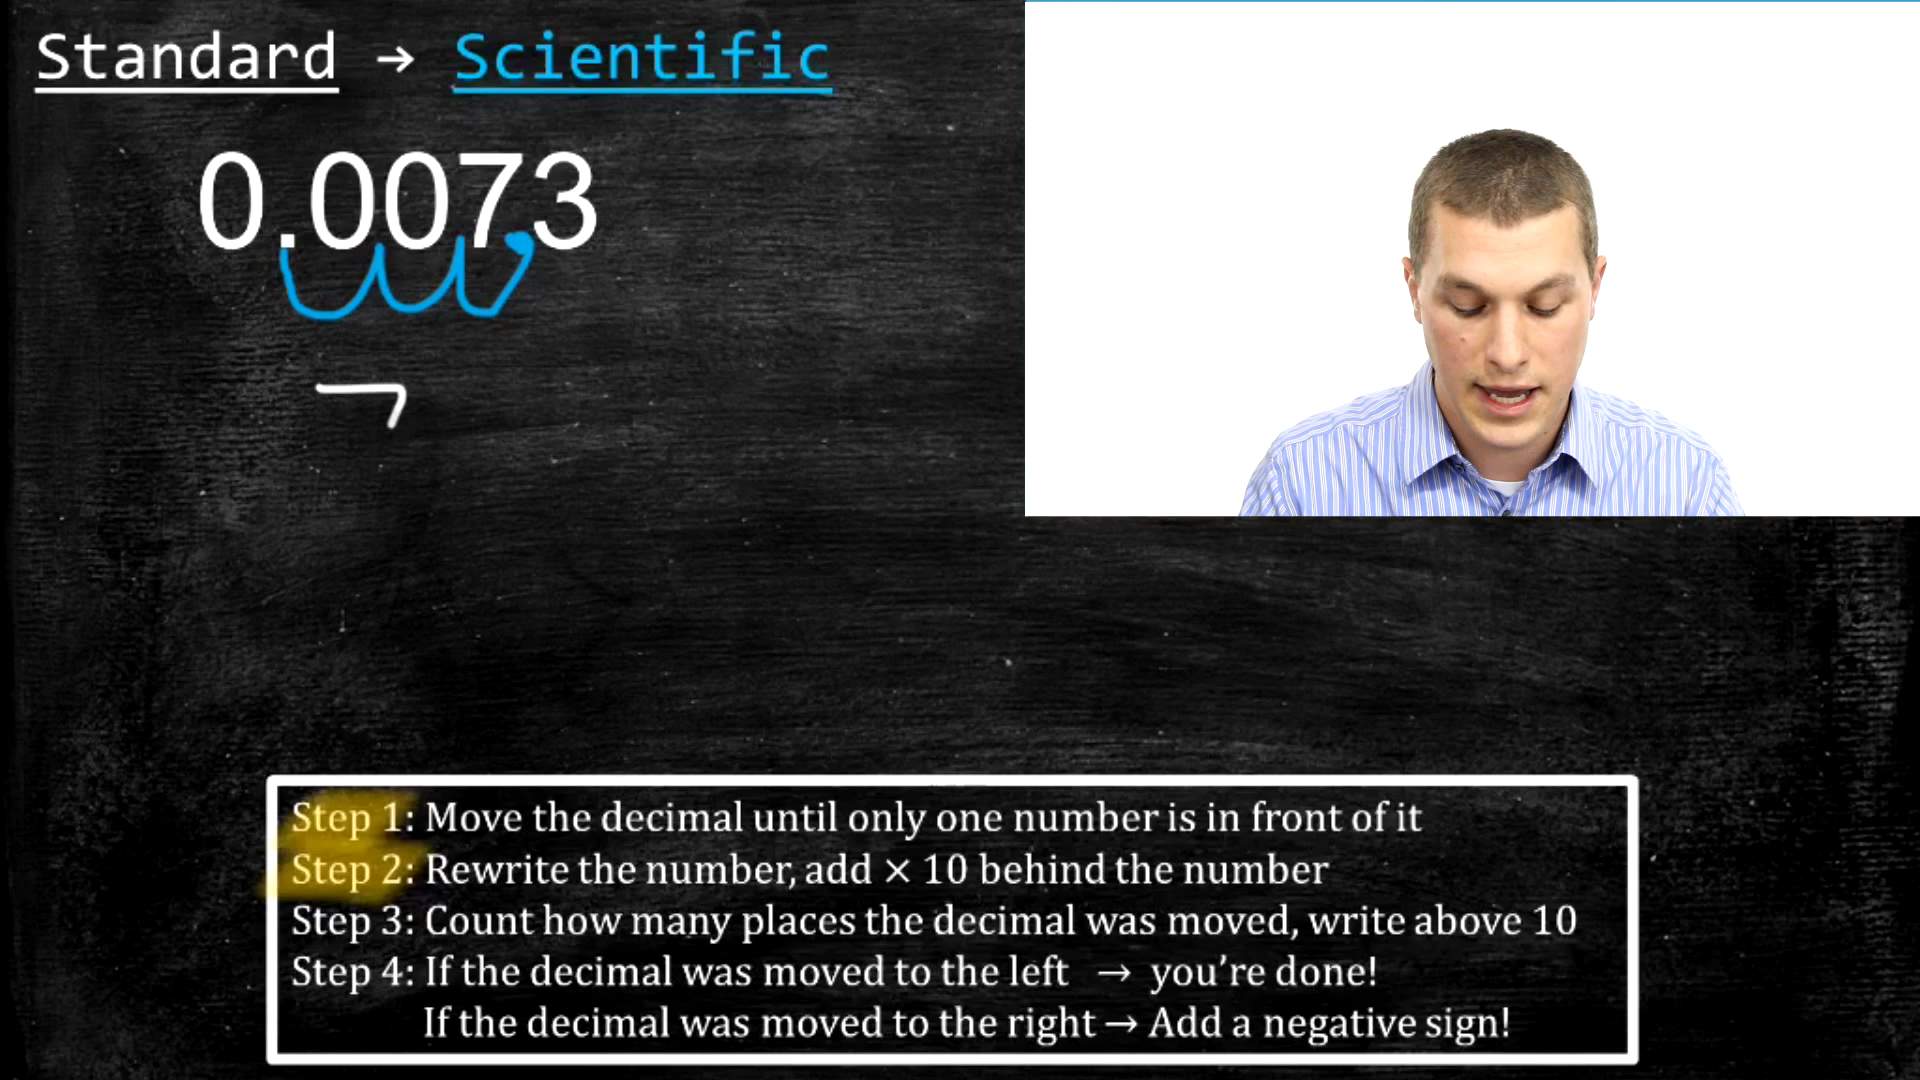 Standard → Scientific
0.0073
Step 1: Move the decimal until only one number is in front of it
Step 2: Rewrite the number, add × 10 behind the number
Step 3: Count how many places the decimal was moved, write above 10
Step 4: If the decimal was moved to the left → you're done!
If the decimal was moved to the right → Add a negative sign!